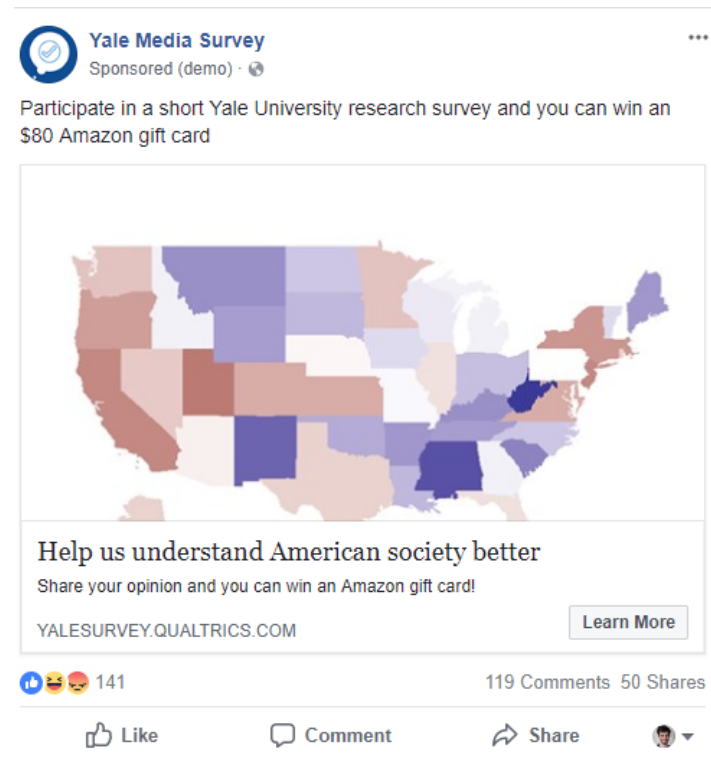 Yale Media Survey
Sponsored (demo) ·
Participate in a short Yale University research survey and you can win an
$80 Amazon gift card
Help us understand American society better
Share your opinion and you can win an Amazon gift card!
YALESURVEY.QUALTRICS.COM
Learn More
141
119 Comments 50 Shares
Like Comment Share